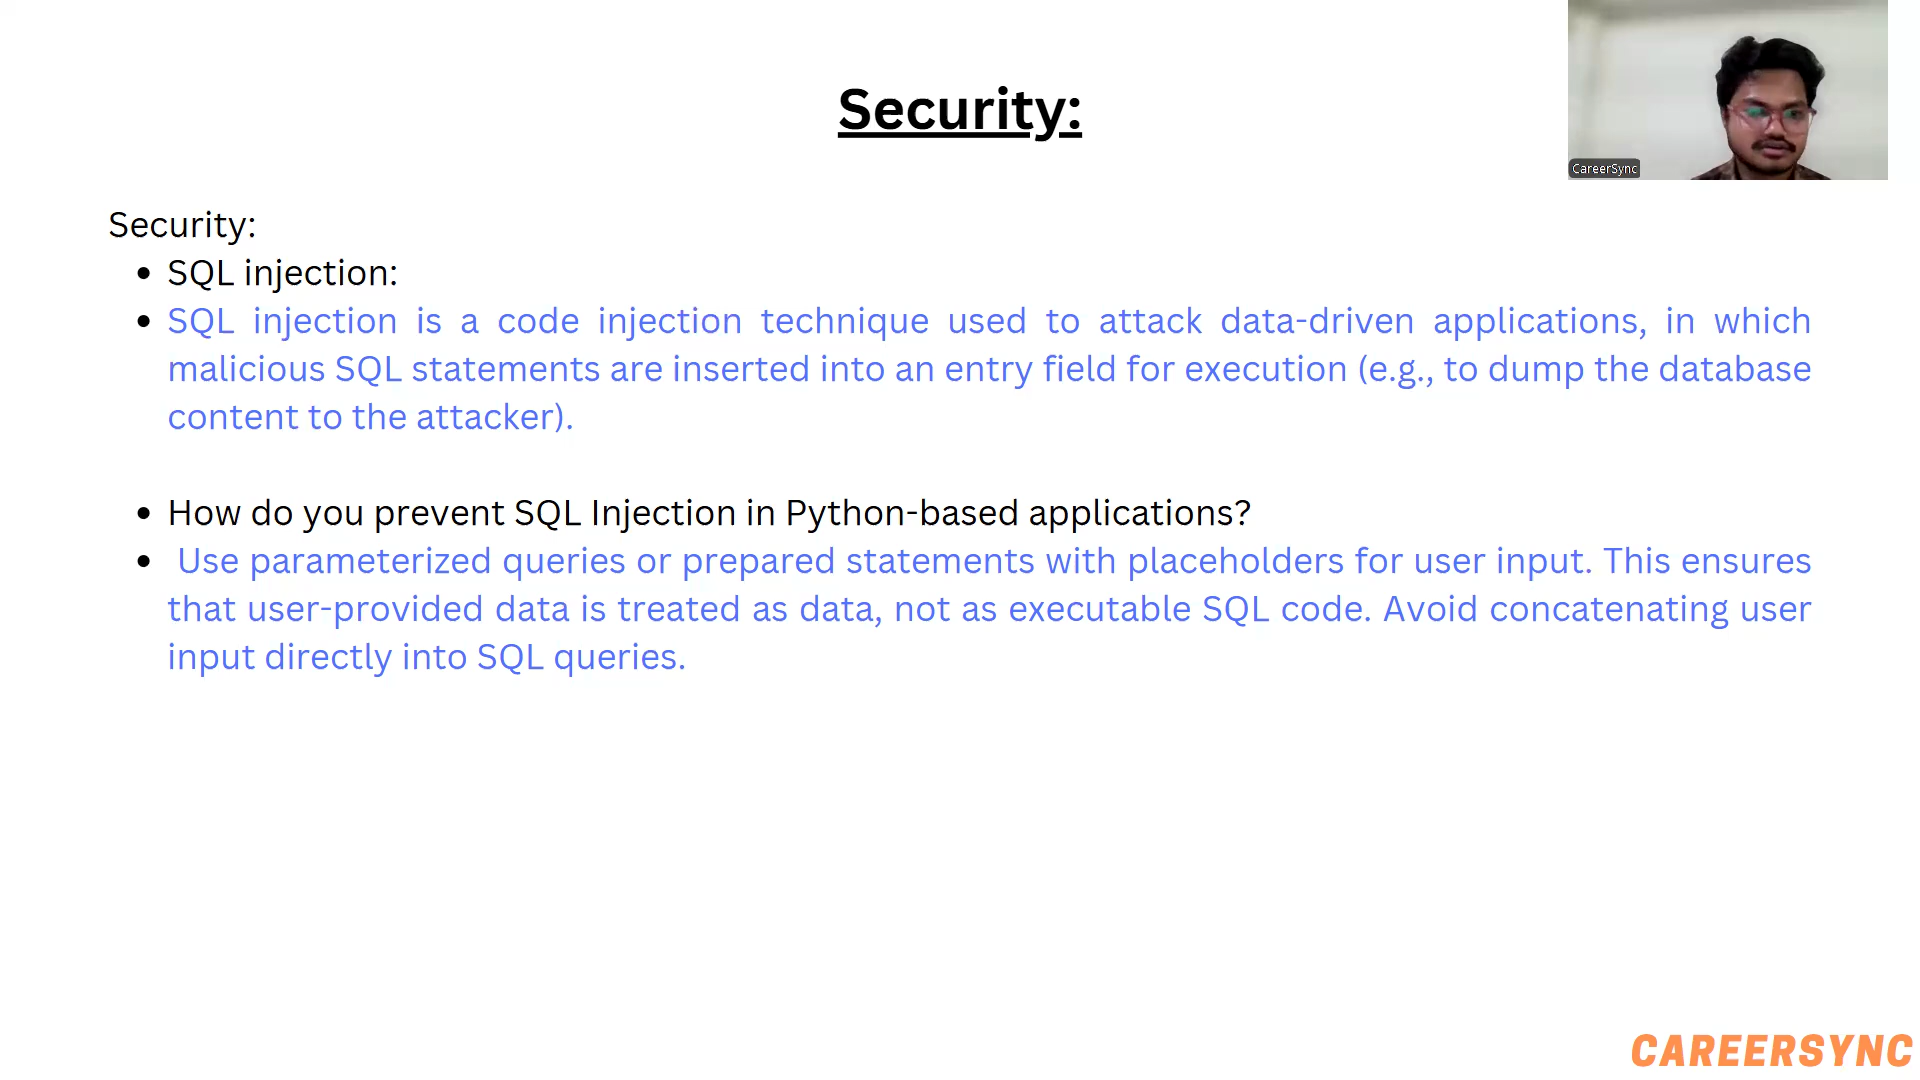 Security:
CareerSync
Security:
• SQL injection:
• SQL injection is a code injection technique used to attack data-driven applications, in which
malicious SQL statements are inserted into an entry field for execution (e.g., to dump the database
content to the attacker).
• How do you prevent SQL Injection in Python-based applications?
• Use parameterized queries or prepared statements with placeholders for user input. This ensures
that user-provided data is treated as data, not as executable SQL code. Avoid concatenating user
input directly into SQL queries.
CAREERSYNC